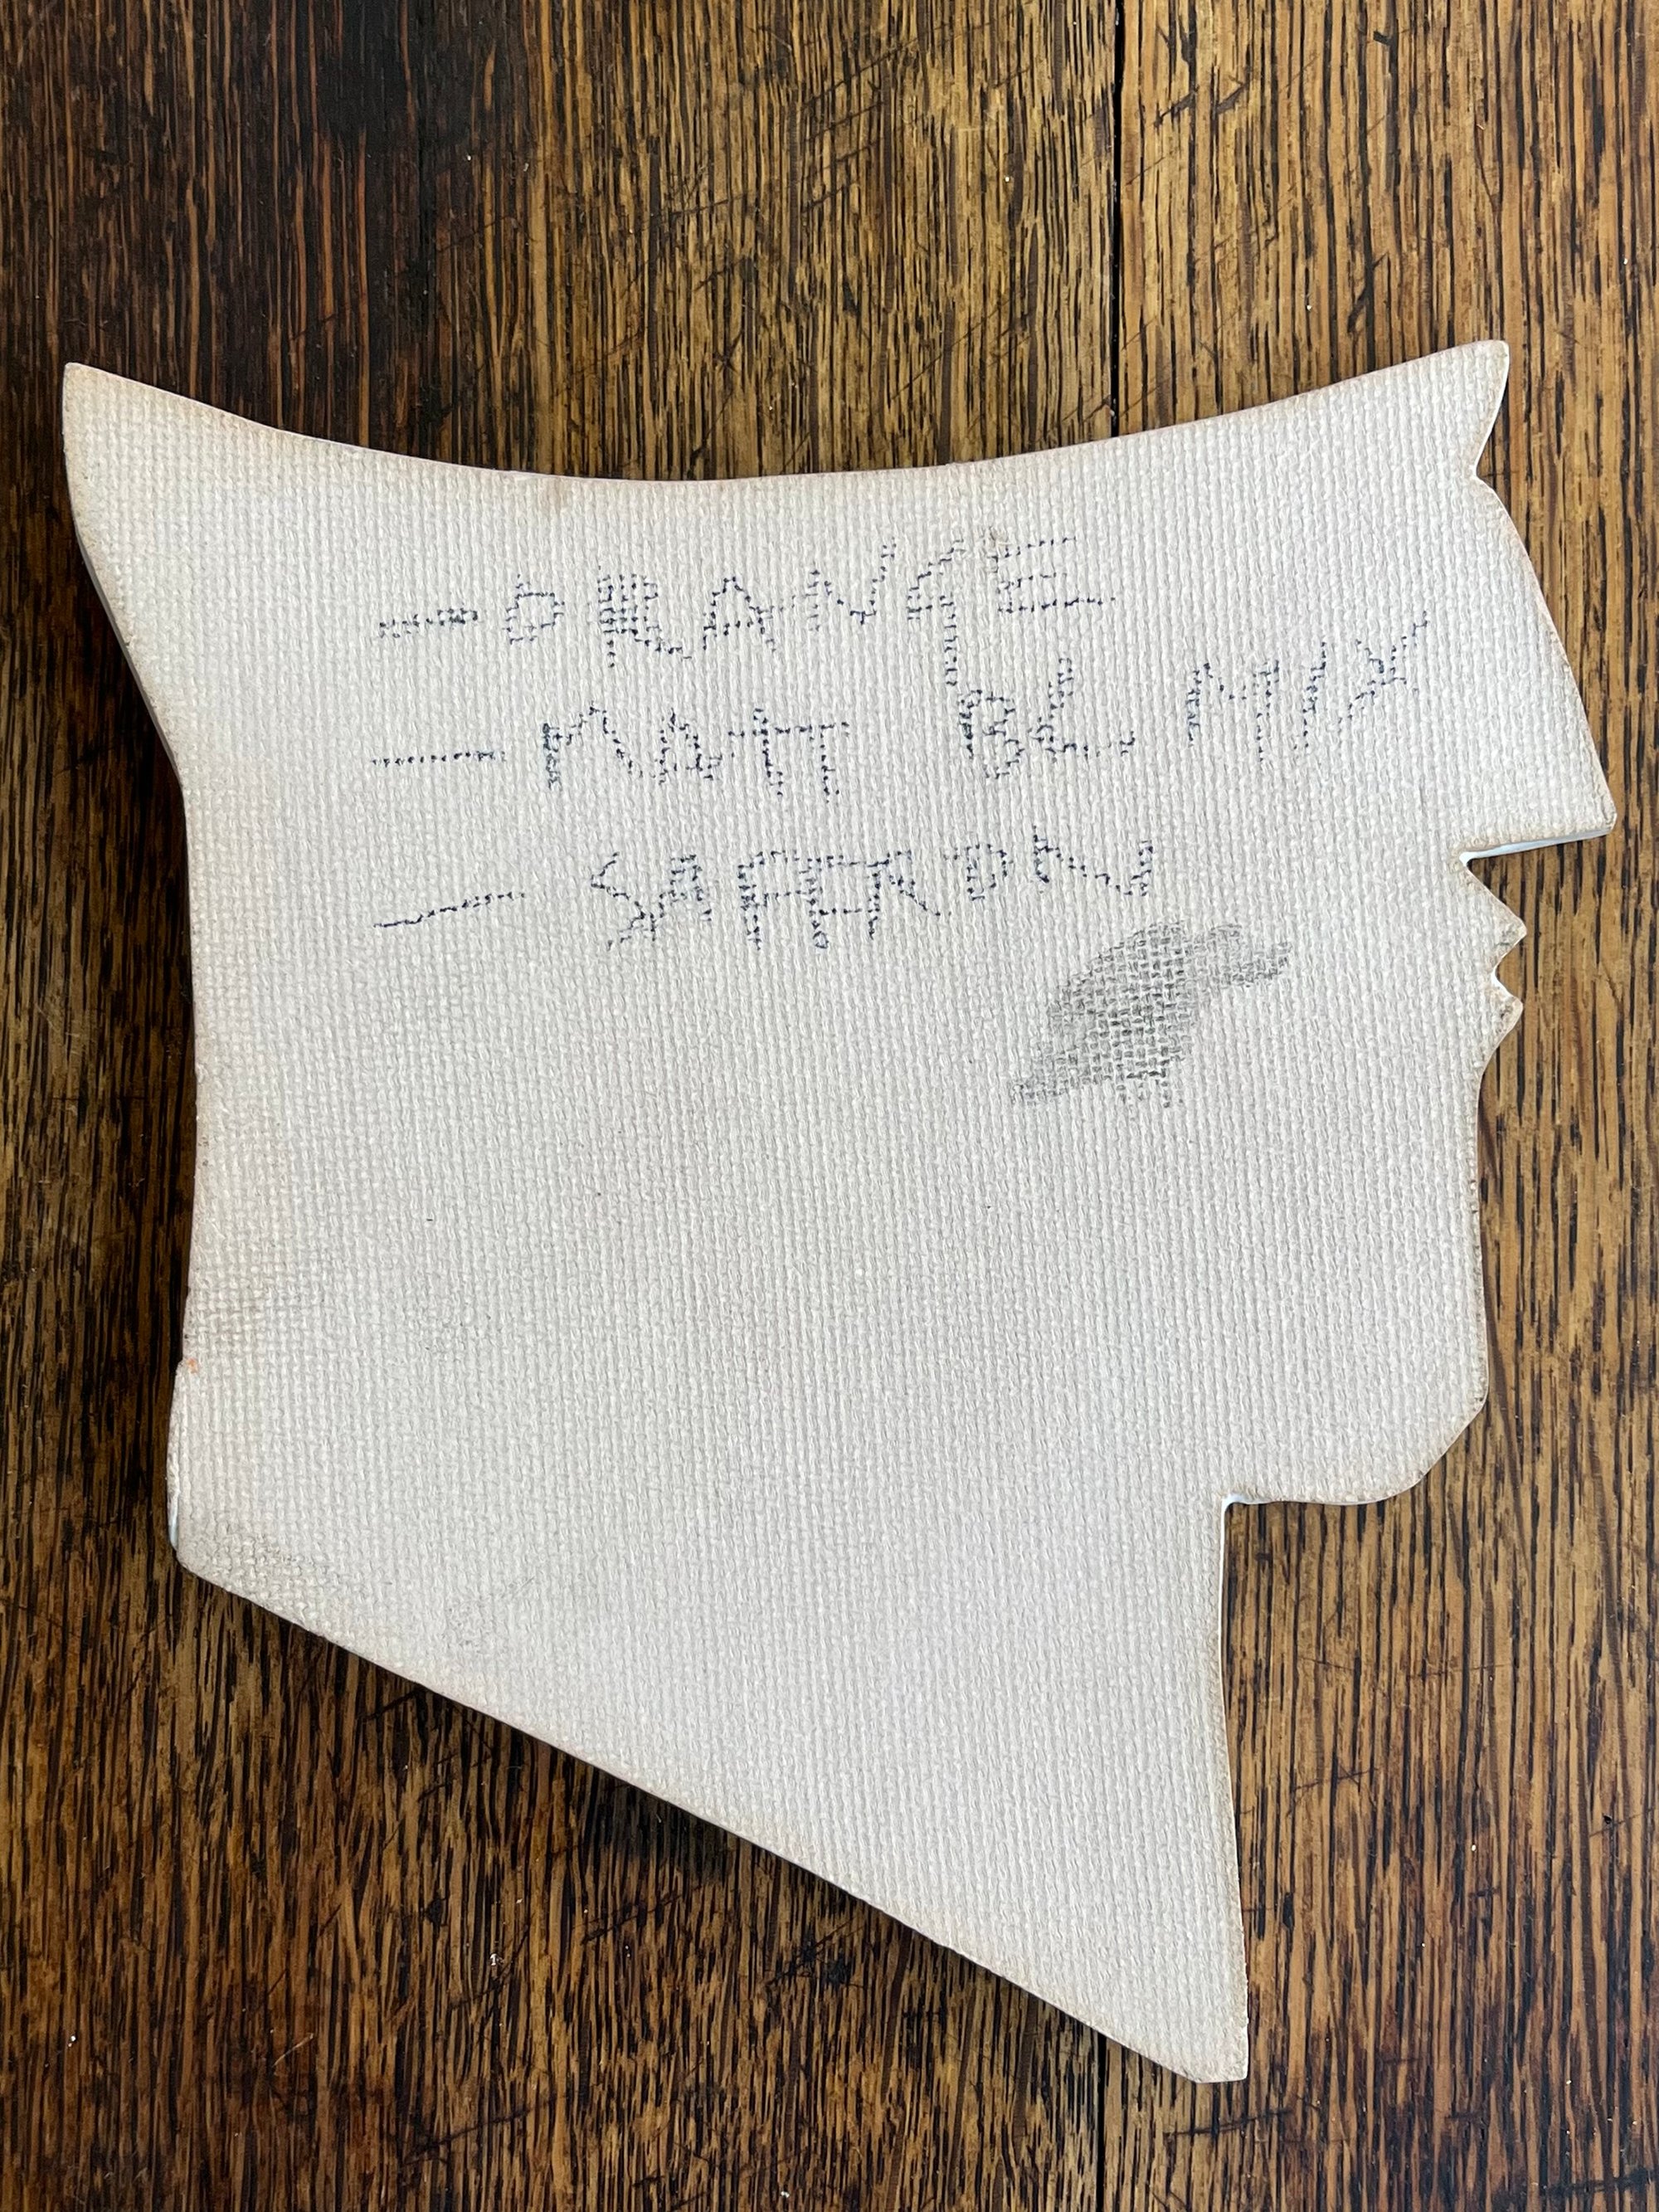 — ORANGE
— MATT BL MIX
— SAFFRON